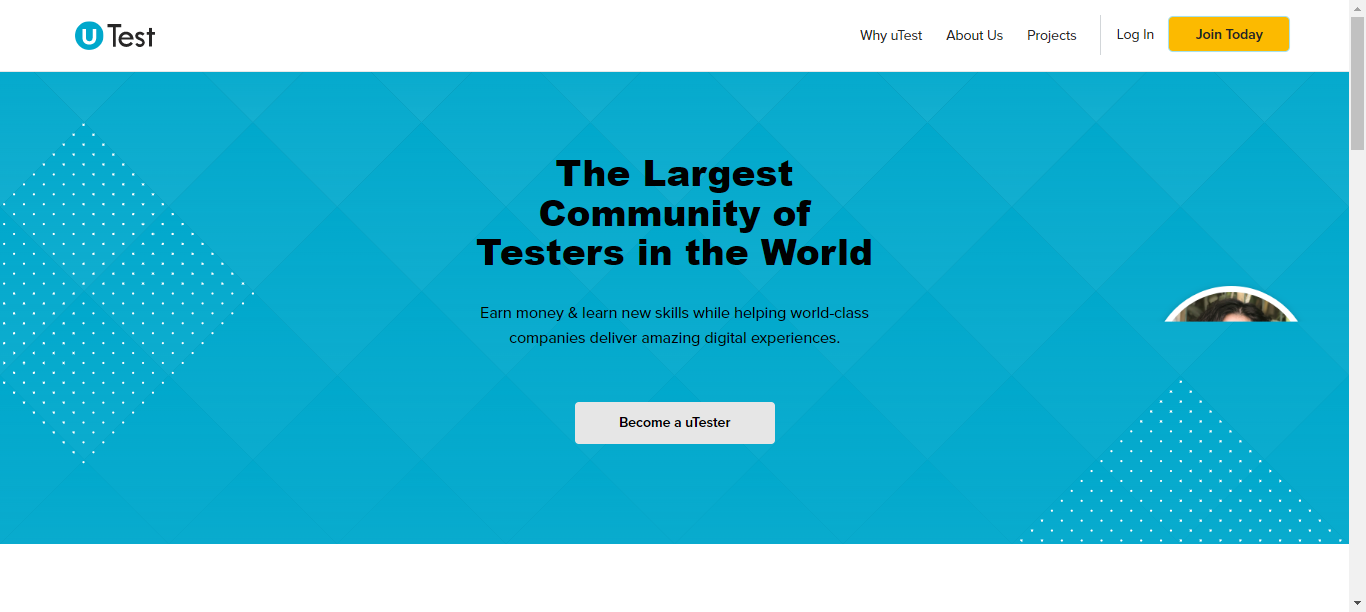 uTest
Why uTest
About Us
Projects
Log In
Join Today
The Largest
Community of
Testers in the World
Earn money & learn new skills while helping world-class
companies deliver amazing digital experiences.
Become a uTester